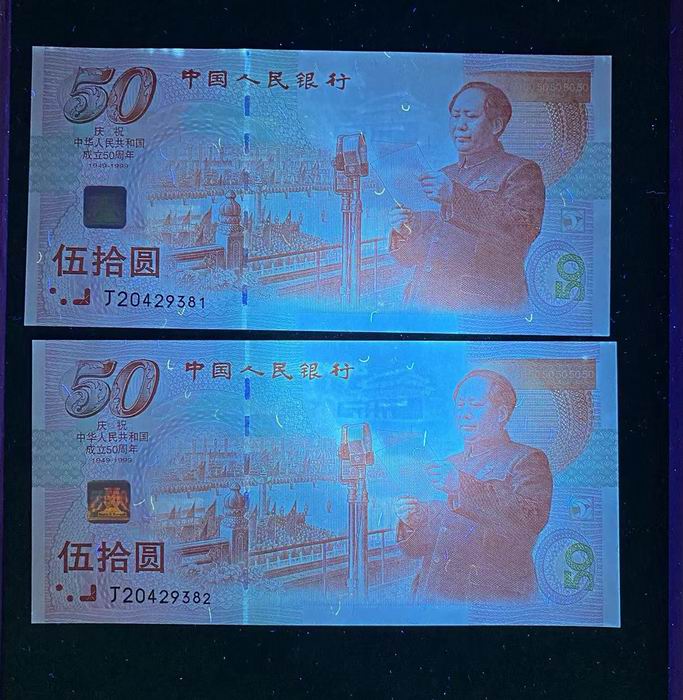 50
中国人民银行
庆祝
中华人民共和国
成立50周年
1949-1999
伍拾圆
J20429381
50
50
中国人民银行
庆祝
中华人民共和国
成立50周年
1949-1999
伍拾圆
J20429382
50